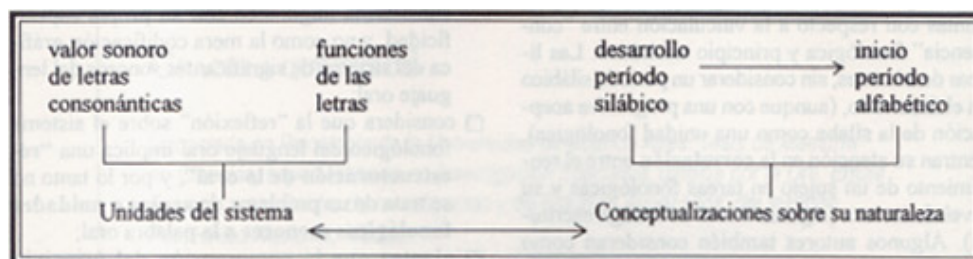 valor sonoro
de letras
consonánticas
funciones
de las
letras
desarrollo
período
silábico
inicio
período
alfabético
Unidades del sistema
Conceptualizaciones sobre su naturaleza